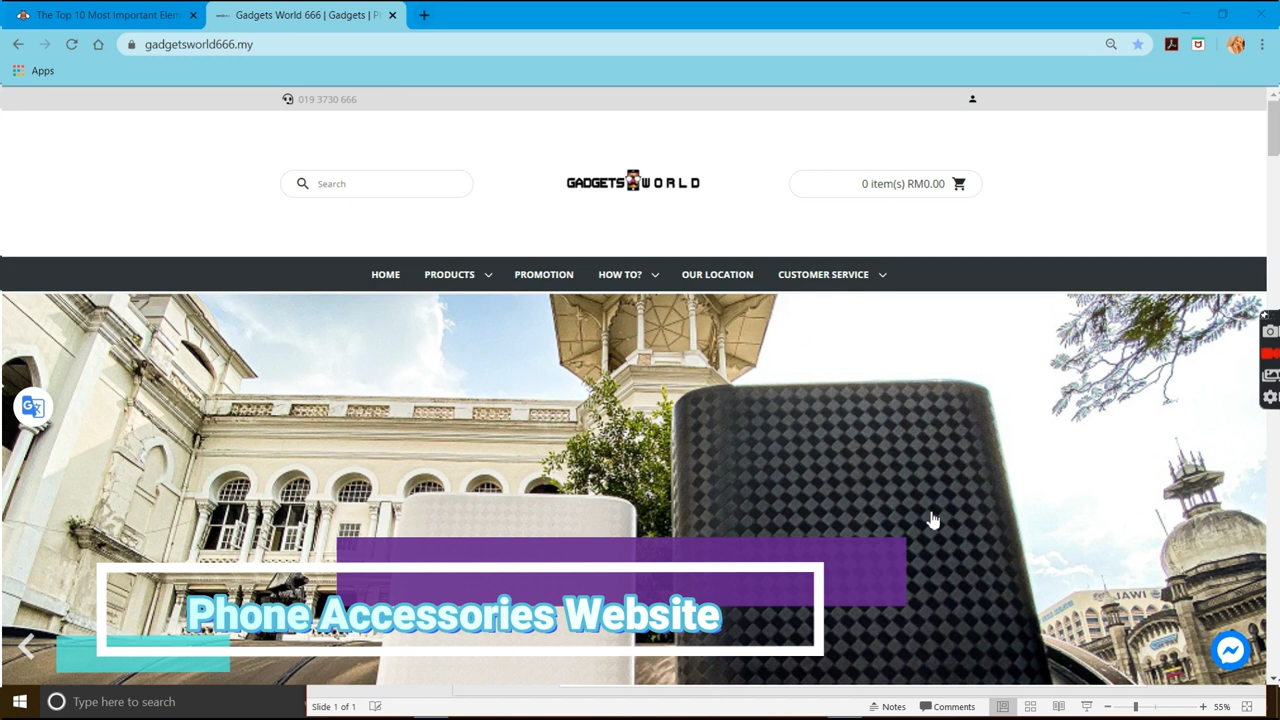 The Top 10 Most Important Elem
Gadgets World 666 | Gadgets | P
gadgetsworld666.my
Apps
019 3730 666
Search
GADGETS WORLD
0 item(s) RM0.00
HOME
PRODUCTS
PROMOTION
HOW TO?
OUR LOCATION
CUSTOMER SERVICE
JAWI
Phone Accessories Website
Type here to search
Slide 1 of 1
Notes
Comments
55%